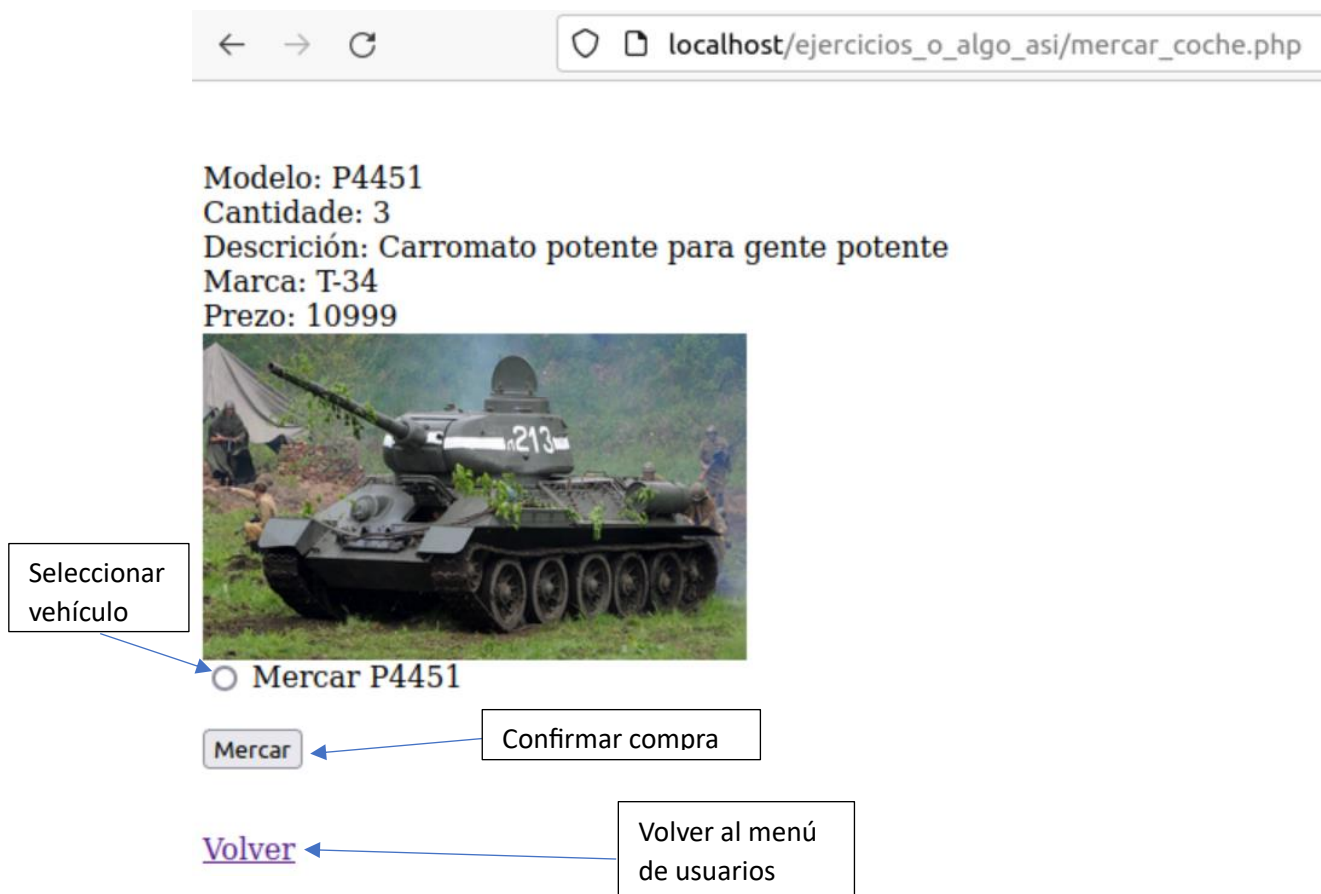 localhost/ejercicios_o_algo_asi/mercar_coche.php
Modelo: P4451
Cantidade: 3
Descrición: Carromato potente para gente potente
Marca: T-34
Prezo: 10999
213
Seleccionar
vehículo
Mercar P4451
Mercar
Confirmar compra
Volver
Volver al menú
de usuarios